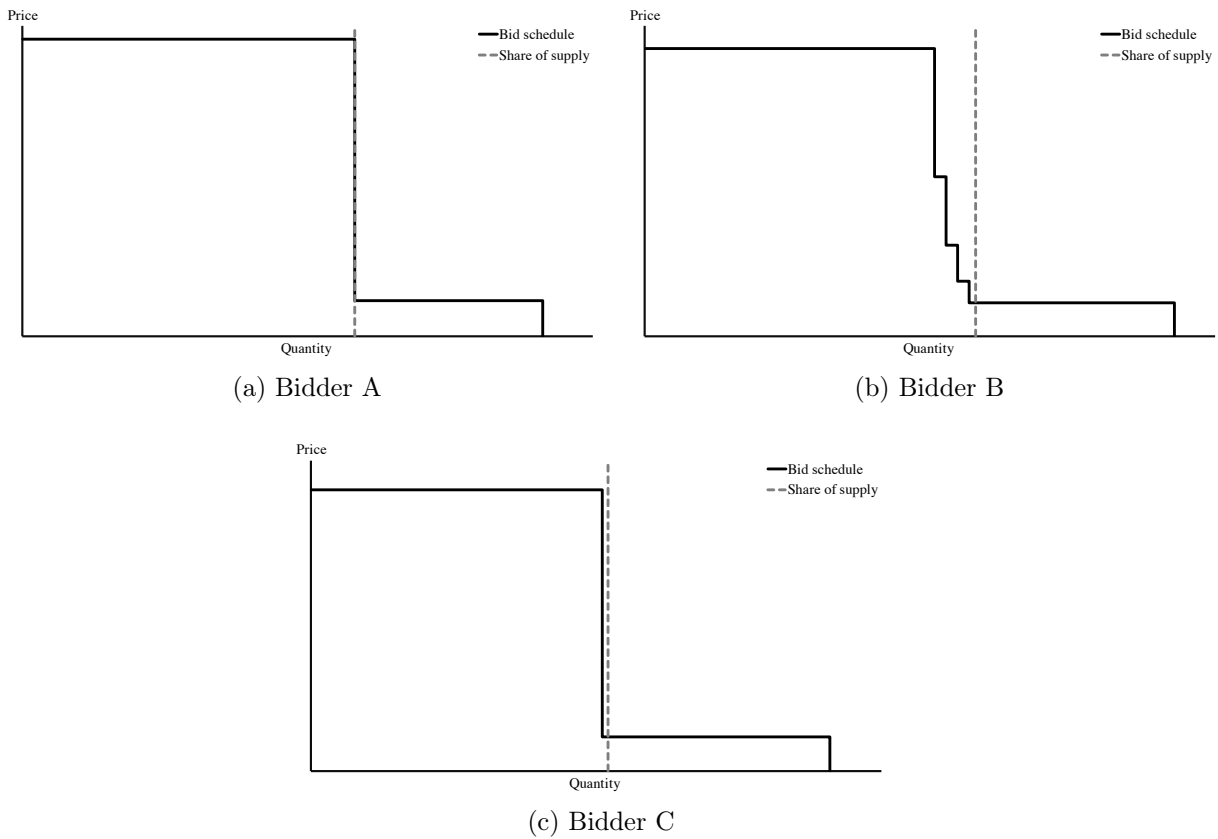 Price
Bid schedule
Share of supply
Quantity
(a) Bidder A
Price
Bid schedule
Share of supply
Quantity
(b) Bidder B
Price
Bid schedule
Share of supply
Quantity
(c) Bidder C